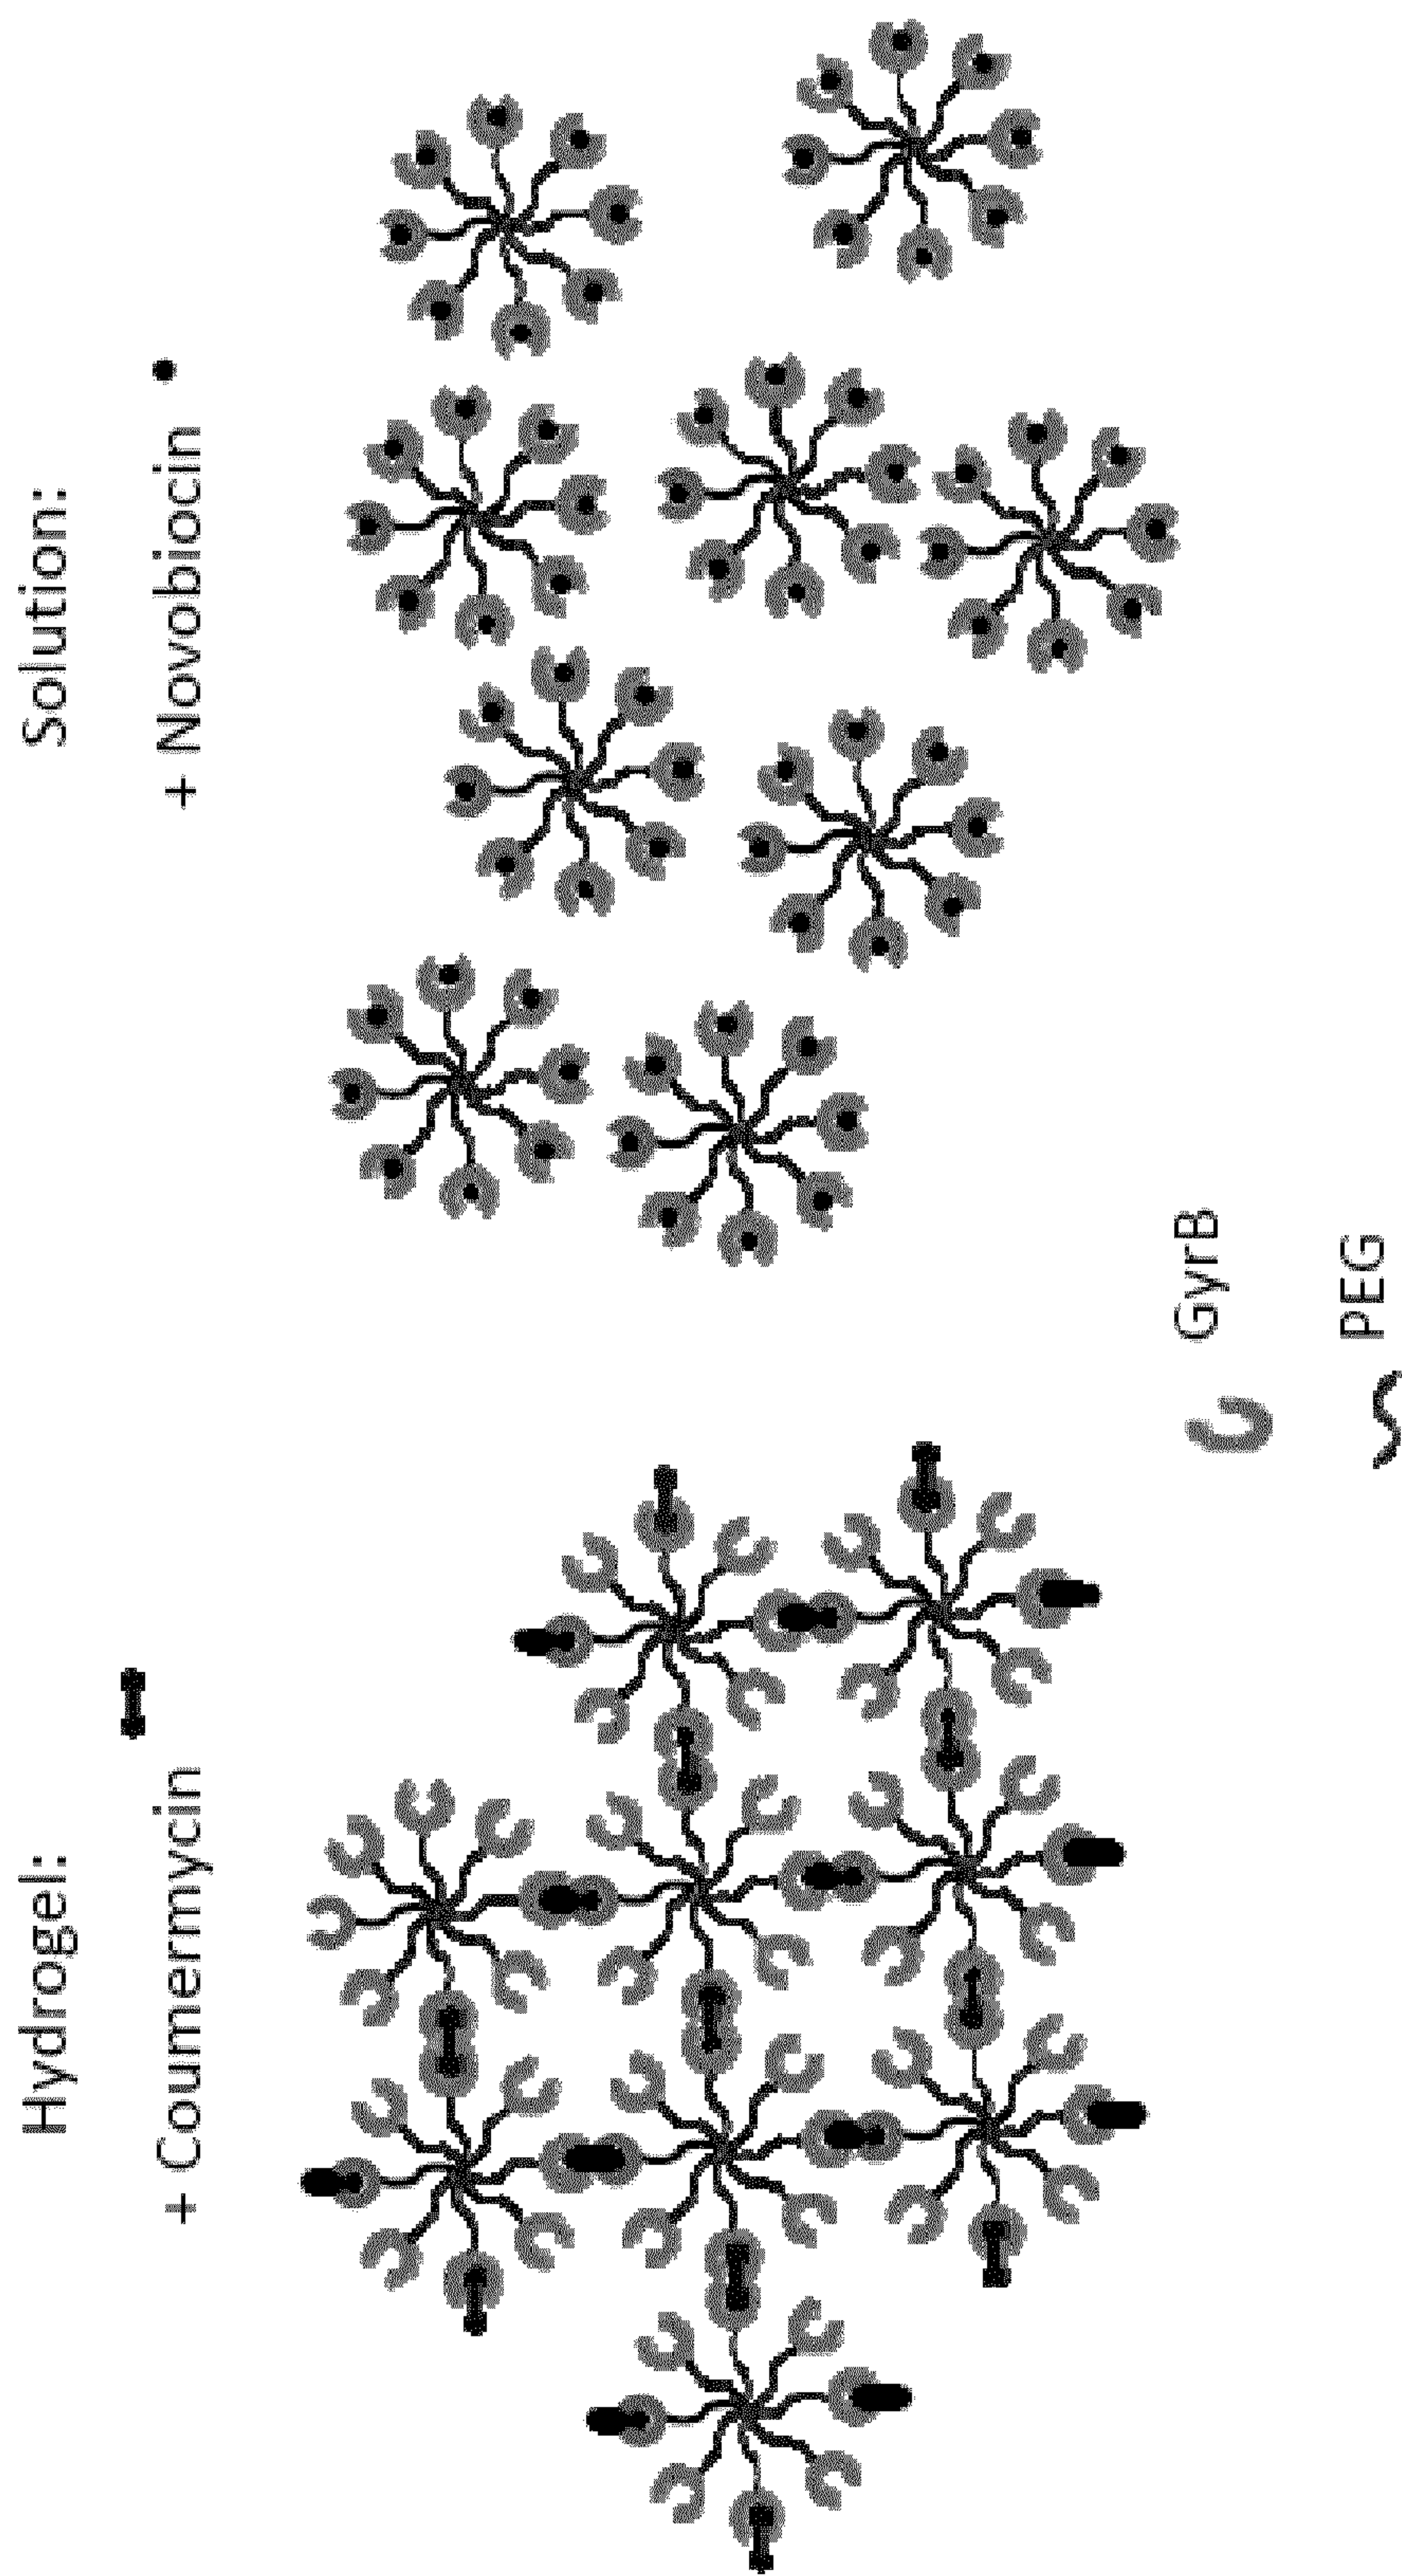 Hydrogel:
+ Coumermycin
Solution:
+ Novobiocin
GyrB
PEG